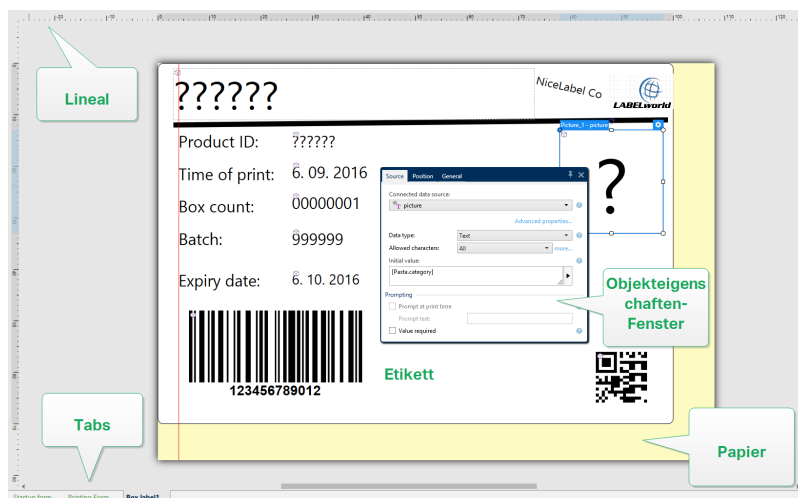 Lineal
??????
NiceLabel Co
LABELworld
Picture_1 - picture
?
Product ID: ??????
Time of print: 6. 09. 2016
Box count: 00000001
Batch: 999999
Expiry date: 6. 10. 2016
Source Position General
Connected data source:
picture
Advanced properties...
Data type: Text
Allowed characters: All more...
Initial value:
[Pasta.category]
Prompting
Prompt at print time
Prompt text:
Value required
Objekteigens
chaften-
Fenster
Etikett
123456789012
Tabs
Papier
Startup form Printing Form Box label1